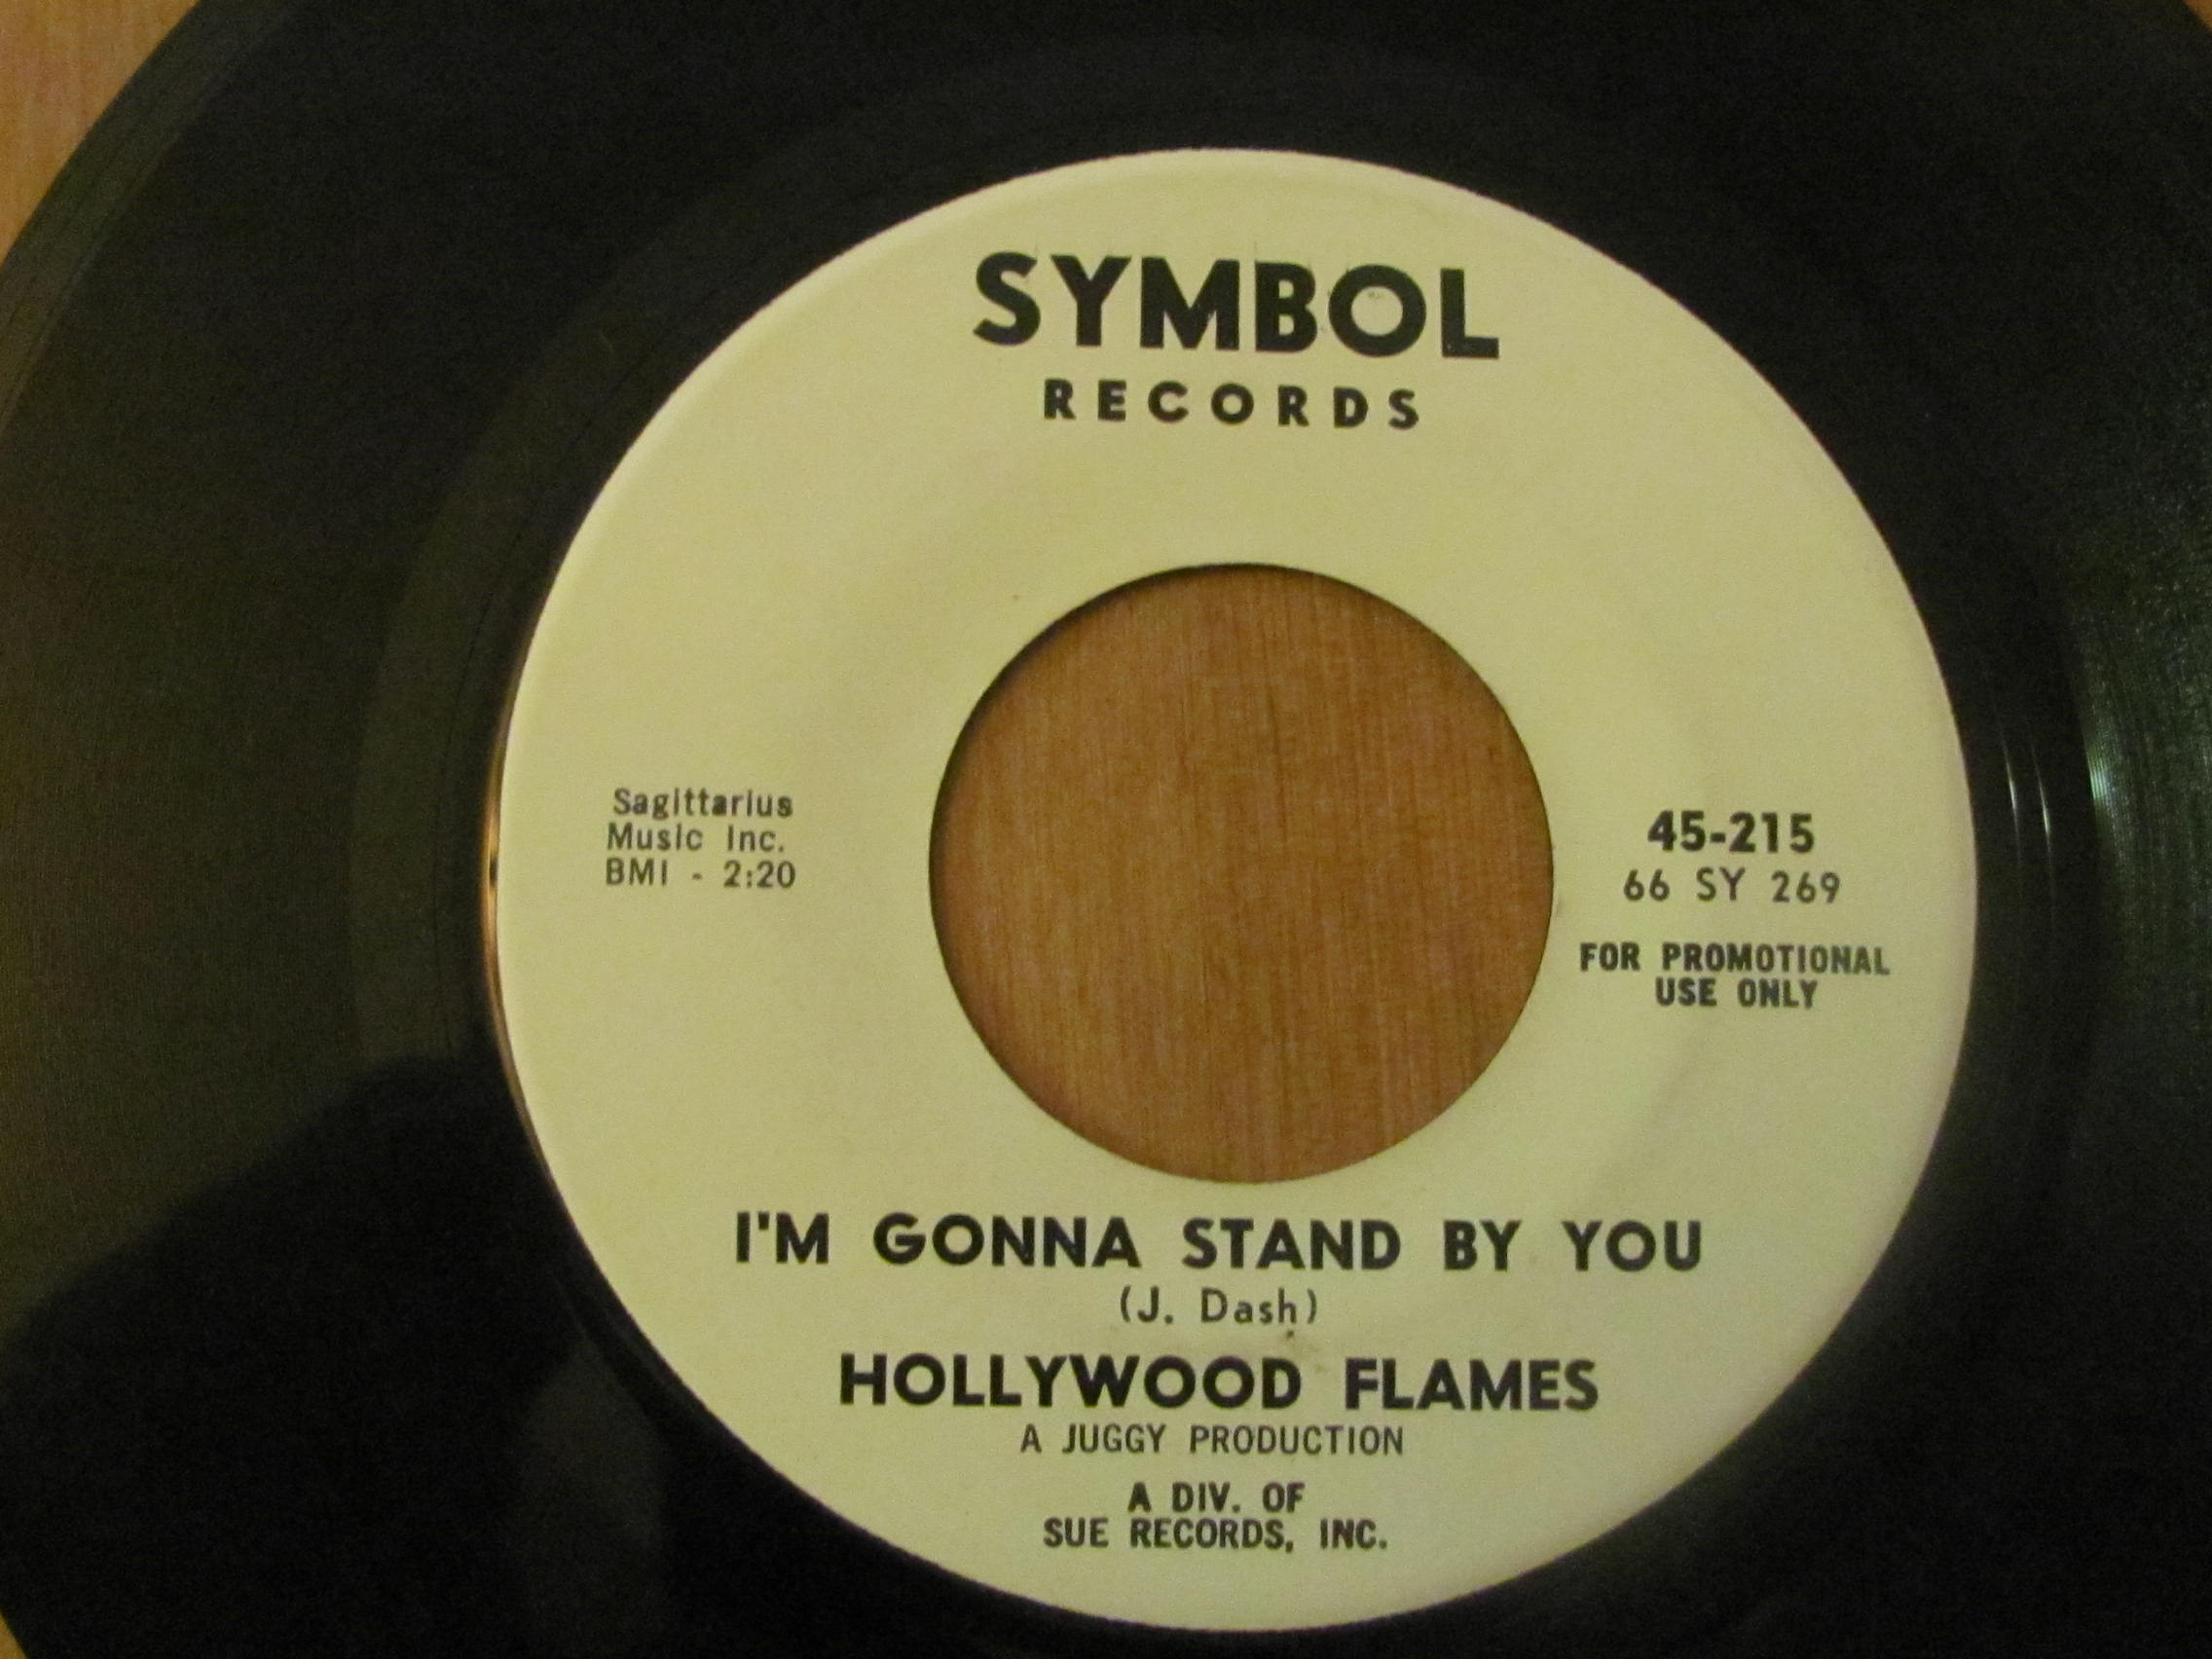 SYMBOL
RECORDS
Sagittarius
Music Inc.
BMI - 2:20
45-215
66 SY 269
FOR PROMOTIONAL
USE ONLY
I'M GONNA STAND BY YOU
(J. Dash)
HOLLYWOOD FLAMES
A JUGGY PRODUCTION
A DIV. OF
SUE RECORDS, INC.